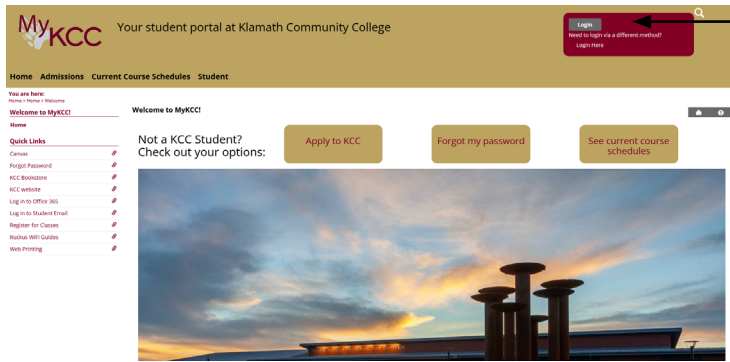 MyKCC
Your student portal at Klamath Community College
Login
Need to login via a different method?
Login Here
Home Admissions Current Course Schedules Student
You are here:
Home > Home > Welcome
Welcome to MyKCC!
Home
Quick Links
Canvas
Forgot Password
KCC Bookstore
KCC website
Log in to Office 365
Log in to Student Email
Register for Classes
Ruckus WiFi Guides
Web Printing
Welcome to MyKCC!
Not a KCC Student?
Check out your options:
Apply to KCC
Forgot my password
See current course
schedules